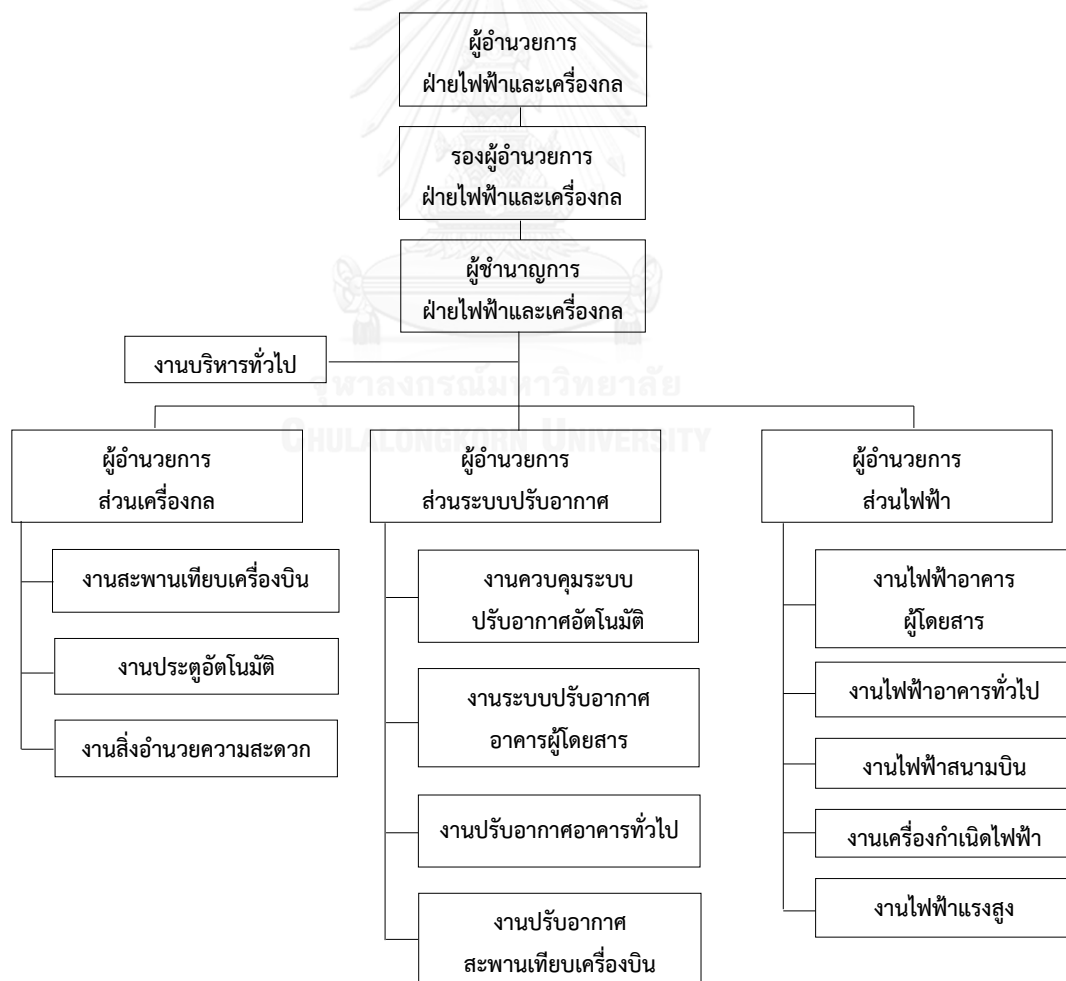 ผู้อำนวยการ
ฝ่ายไฟฟ้าและเครื่องกล
รองผู้อำนวยการ
ฝ่ายไฟฟ้าและเครื่องกล
ผู้ชำนาญการ
ฝ่ายไฟฟ้าและเครื่องกล
งานบริหารทั่วไป
จุฬาลงกรณ์มหาวิทยาลัย
CHULALONGKORN UNIVERSITY
ผู้อำนวยการ
ส่วนเครื่องกล
งานสะพานเทียบเครื่องบิน
งานประตูอัตโนมัติ
งานสิ่งอำนวยความสะดวก
ผู้อำนวยการ
ส่วนระบบปรับอากาศ
งานควบคุมระบบ
ปรับอากาศอัตโนมัติ
งานระบบปรับอากาศ
อาคารผู้โดยสาร
งานปรับอากาศอาคารทั่วไป
งานปรับอากาศ
สะพานเทียบเครื่องบิน
ผู้อำนวยการ
ส่วนไฟฟ้า
งานไฟฟ้าอาคาร
ผู้โดยสาร
งานไฟฟ้าอาคารทั่วไป
งานไฟฟ้าสนามบิน
งานเครื่องกำเนิดไฟฟ้า
งานไฟฟ้าแรงสูง